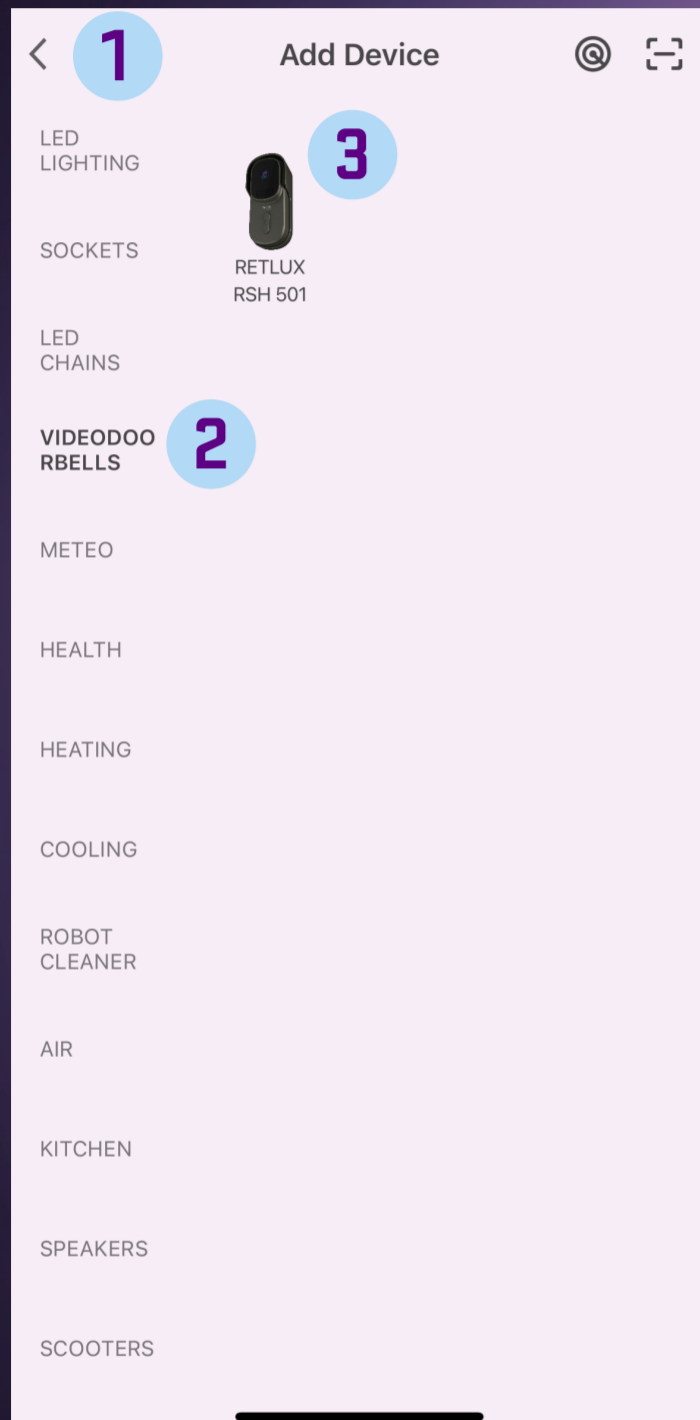 1
Add Device
LED
LIGHTING
3
SOCKETS
RETLUX
RSH 501
LED
CHAINS
VIDEODOO
RBELLS
2
METEO
HEALTH
HEATING
COOLING
ROBOT
CLEANER
AIR
KITCHEN
SPEAKERS
SCOOTERS